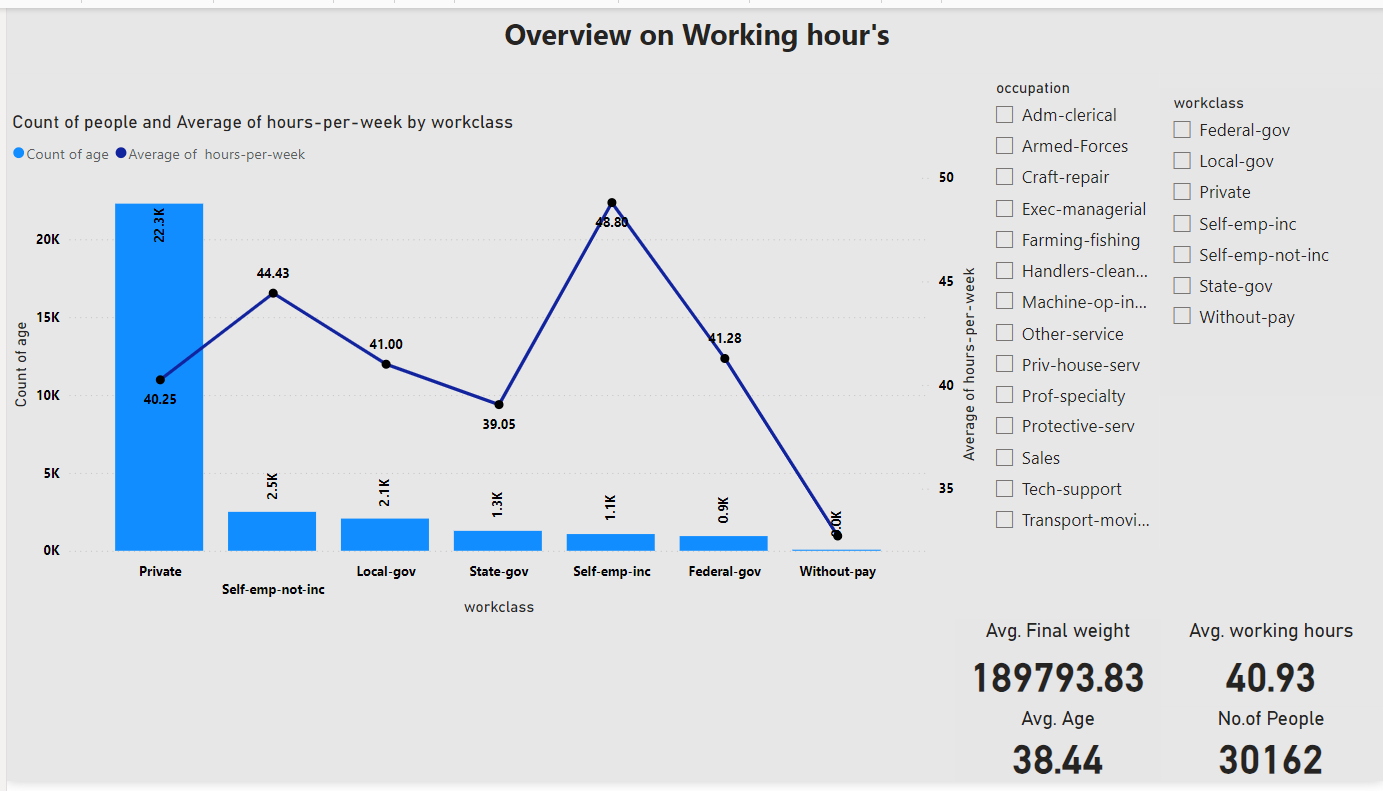 Overview on Working hour's
Count of people and Average of hours-per-week by workclass
Count of age Average of hours-per-week
Count of age
20K
15K
10K
5K
0K
22.3K
2.5K
2.1K
1.3K
1.1K
0.9K
0.0K
40.25
44.43
41.00
39.05
48.80
41.28
50
45
40
35
Average of hours-per-week
Private
Self-emp-not-inc
Local-gov
State-gov
Self-emp-inc
Federal-gov
Without-pay
workclass
occupation
Adm-clerical
Armed-Forces
Craft-repair
Exec-managerial
Farming-fishing
Handlers-clean...
Machine-op-in...
Other-service
Priv-house-serv
Prof-specialty
Protective-serv
Sales
Tech-support
Transport-movi...
workclass
Federal-gov
Local-gov
Private
Self-emp-inc
Self-emp-not-inc
State-gov
Without-pay
Avg. Final weight
189793.83
Avg. working hours
40.93
Avg. Age
38.44
No.of People
30162